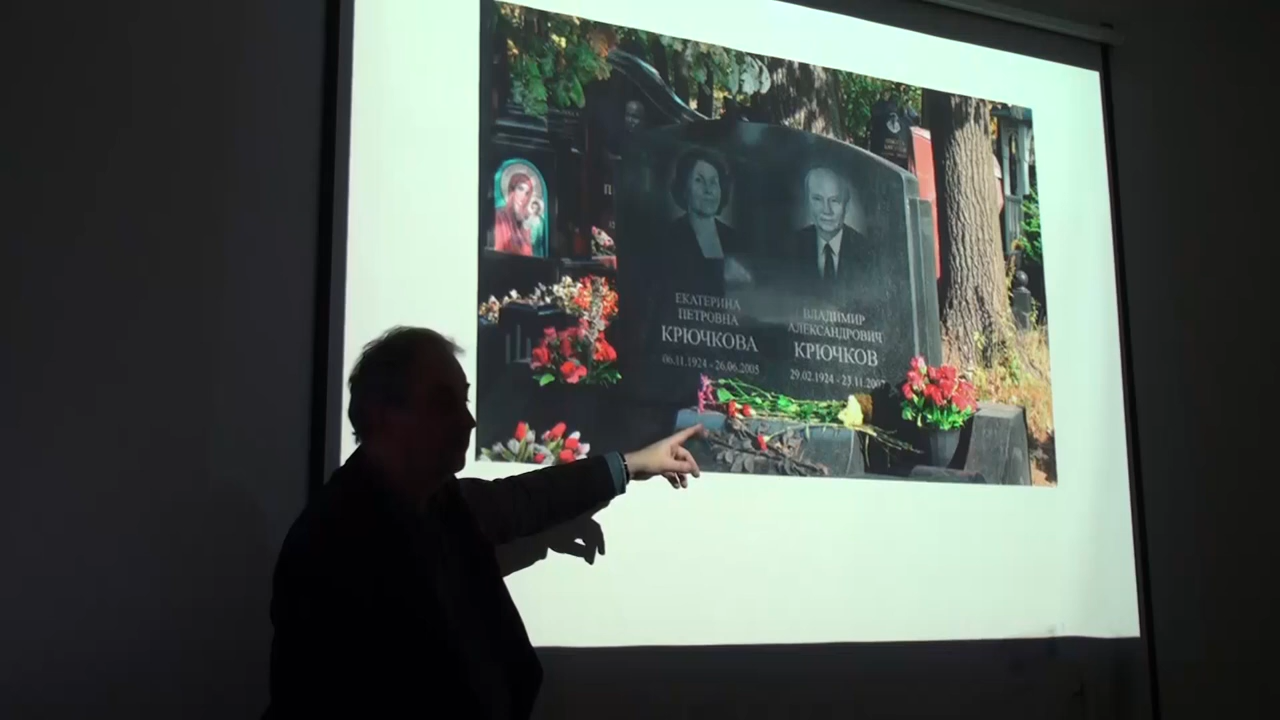 ЕКАТЕРИНА
ПЕТРОВНА
КРЮЧКОВА
06.11.1924 - 26.06.2005
ВЛАДИМИР
АЛЕКСАНДРОВИЧ
КРЮЧКОВ
29.02.1924 - 23.11.2007